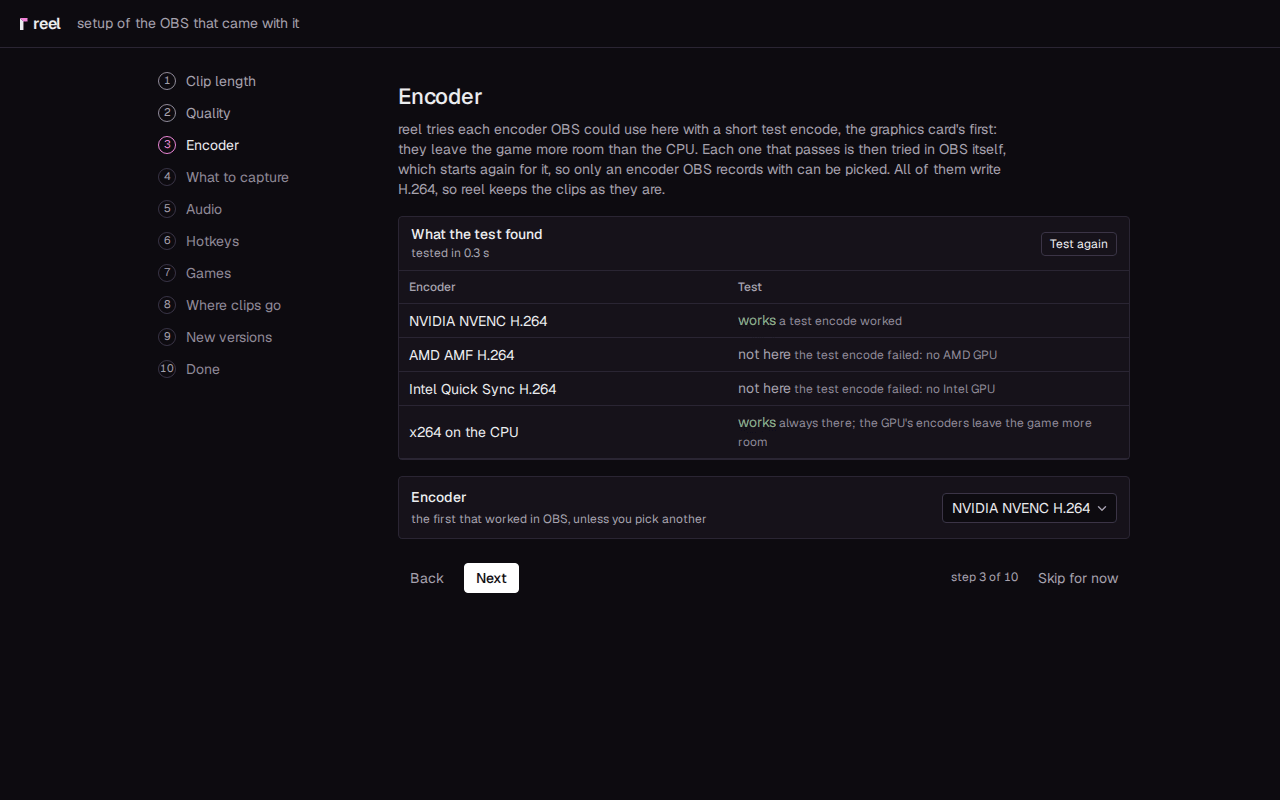 reel setup of the OBS that came with it
1 Clip length
2 Quality
3 Encoder
4 What to capture
5 Audio
6 Hotkeys
7 Games
8 Where clips go
9 New versions
10 Done
Encoder
reel tries each encoder OBS could use here with a short test encode, the graphics card's first:
they leave the game more room than the CPU. Each one that passes is then tried in OBS itself,
which starts again for it, so only an encoder OBS records with can be picked. All of them write
H.264, so reel keeps the clips as they are.
What the test found
tested in 0.3 s
Test again
Encoder Test
NVIDIA NVENC H.264 works a test encode worked
AMD AMF H.264 not here the test encode failed: no AMD GPU
Intel Quick Sync H.264 not here the test encode failed: no Intel GPU
x264 on the CPU works always there; the GPU's encoders leave the game more
room
Encoder
the first that worked in OBS, unless you pick another
NVIDIA NVENC H.264
Back Next step 3 of 10 Skip for now